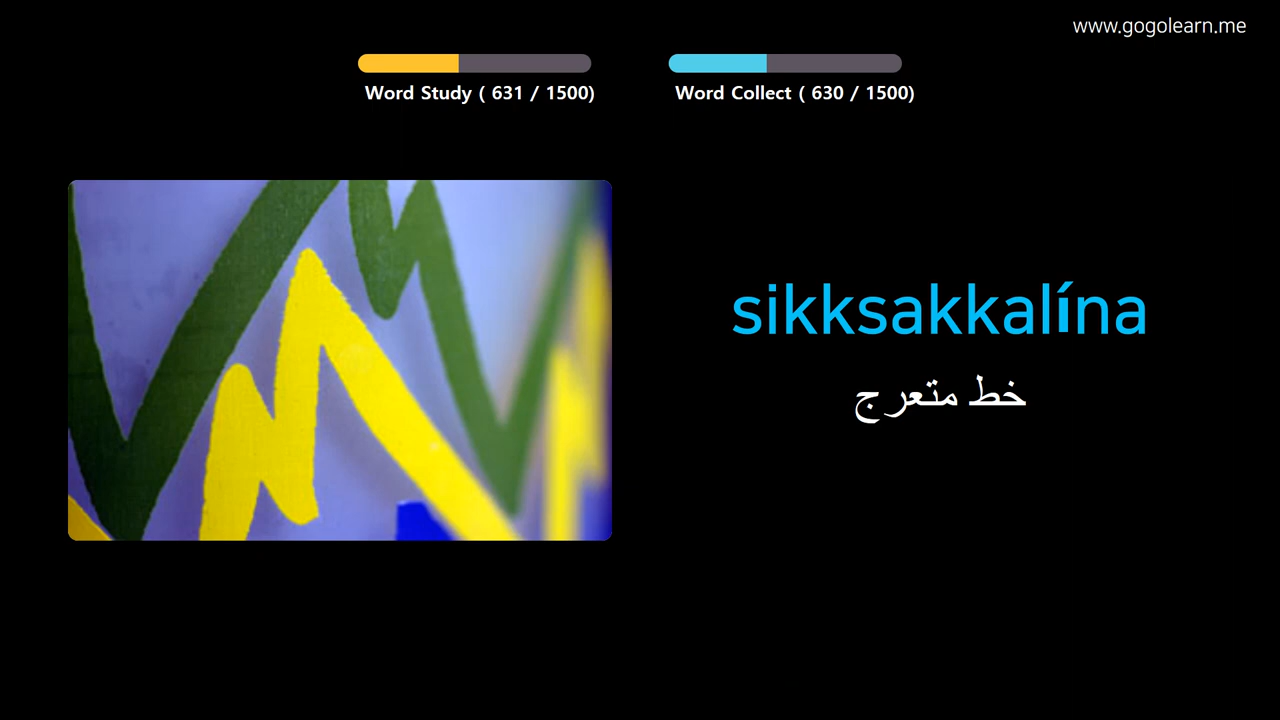 www.gogolearn.me
Word Study ( 631 / 1500)
Word Collect ( 630 / 1500)
sikksakkalína
خط متعرج